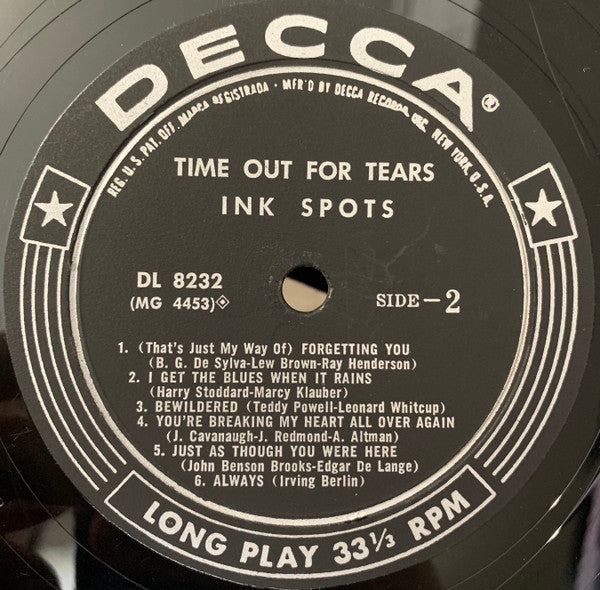 DECCA®
REG. U.S. PAT. OFF. MARCA REGISTRADA • MFR'D BY DECCA RECORDS, INC., NEW YORK, U.S.A.
TIME OUT FOR TEARS
INK SPOTS
DL 8232
(MG 4453)
SIDE-2
1. (That's Just My Way Of) FORGETTING YOU
(B. G. De Sylva-Lew Brown-Ray Henderson)
2. I GET THE BLUES WHEN IT RAINS
(Harry Stoddard-Marcy Klauber)
3. BEWILDERED (Teddy Powell-Leonard Whitcup)
4. YOU'RE BREAKING MY HEART ALL OVER AGAIN
(J. Cavanaugh-J. Redmond-A. Altman)
5. JUST AS THOUGH YOU WERE HERE
(John Benson Brooks-Edgar De Lange)
6. ALWAYS (Irving Berlin)
LONG PLAY 33⅓ RPM